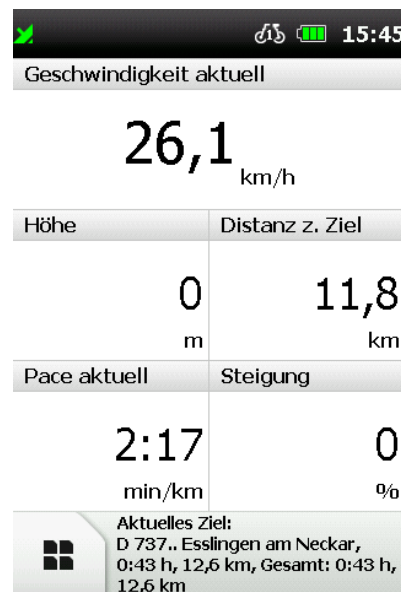 15:45
Geschwindigkeit aktuell
26,1 km/h
Höhe
Distanz z. Ziel
0 m
11,8 km
Pace aktuell
Steigung
2:17 min/km
0 %
Aktuelles Ziel:
D 737.. Esslingen am Neckar,
0:43 h, 12,6 km, Gesamt: 0:43 h,
12,6 km